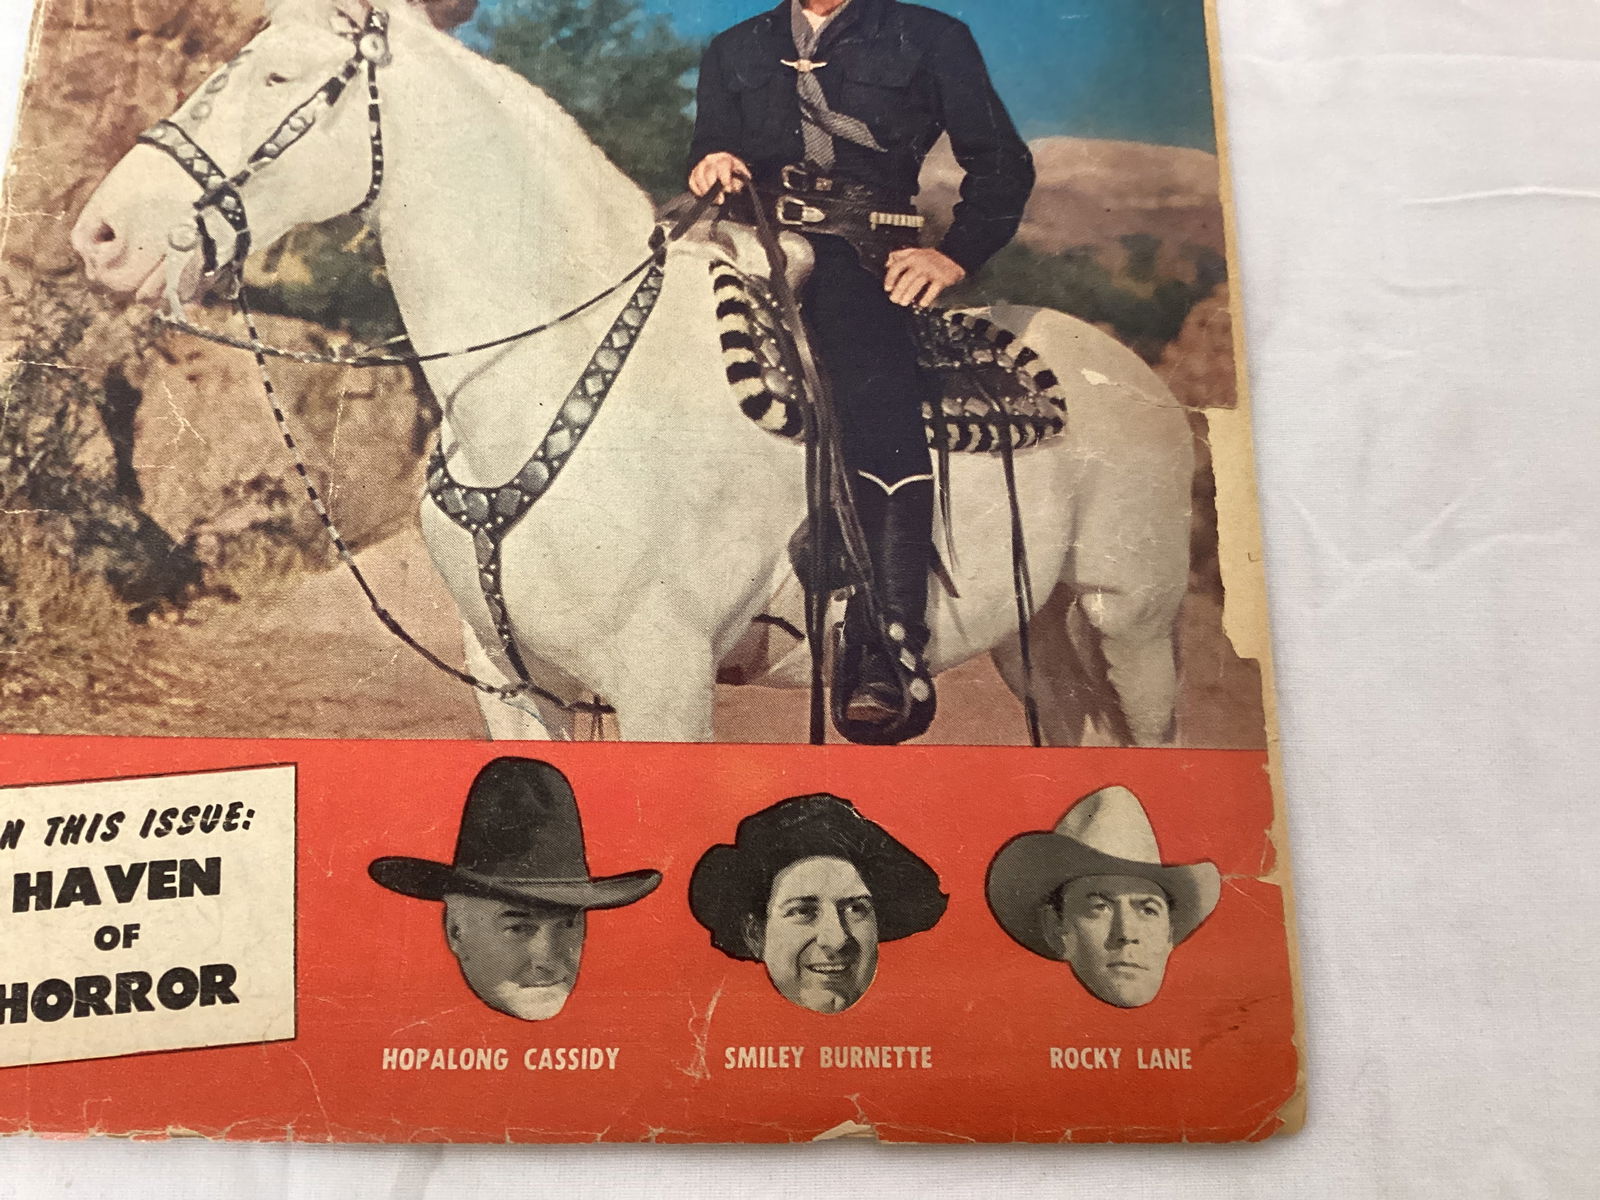 N THIS ISSUE:
HAVEN
OF
HORROR
HOPALONG CASSIDY
SMILEY BURNETTE
ROCKY LANE